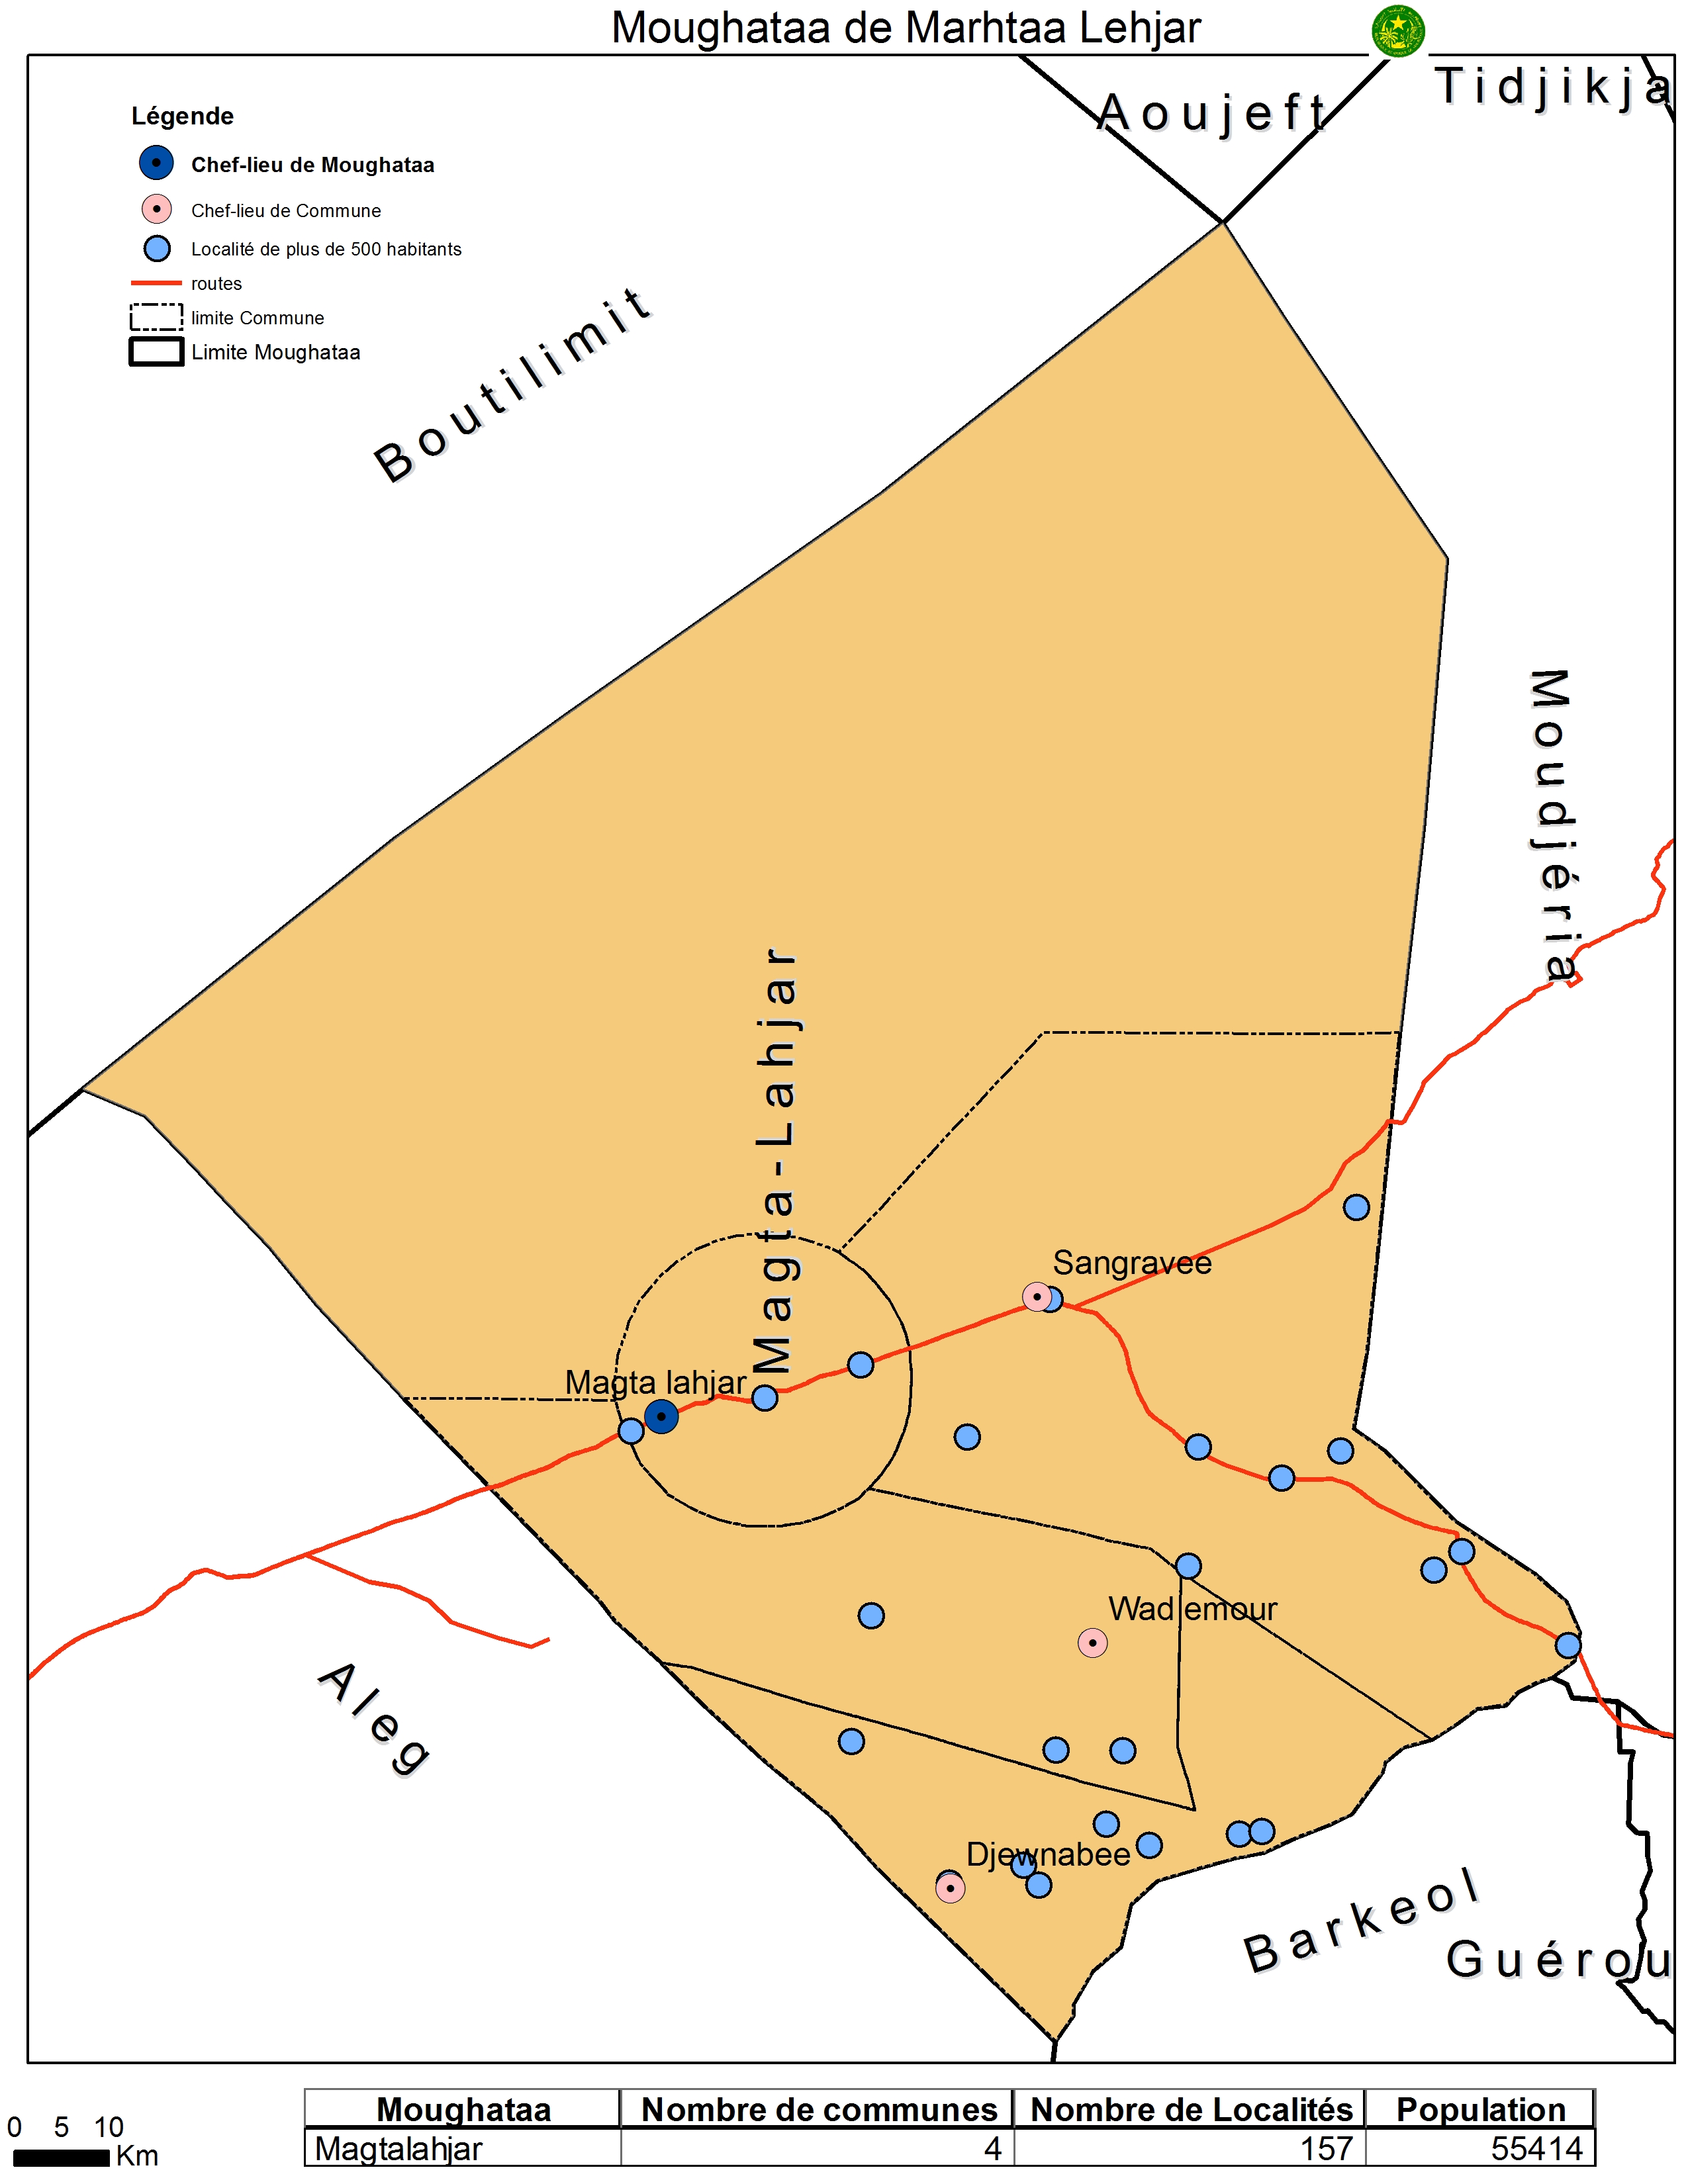 Moughataa de Marhtaa Lehjar
Aoujeft
Tidjikja
Légende
Chef-lieu de Moughataa
Chef-lieu de Commune
Localité de plus de 500 habitants
routes
limite Commune
Limite Moughataa
Boutilimit
Moudjéria
Magta-Lahjar
Sangravee
Magta lahjar
Wad emour
Aleg
Djewnabee
Barkeol
Guérou
0 5 10
Km
Moughataa Nombre de communes Nombre de Localités Population
Magtalahjar 4 157 55414